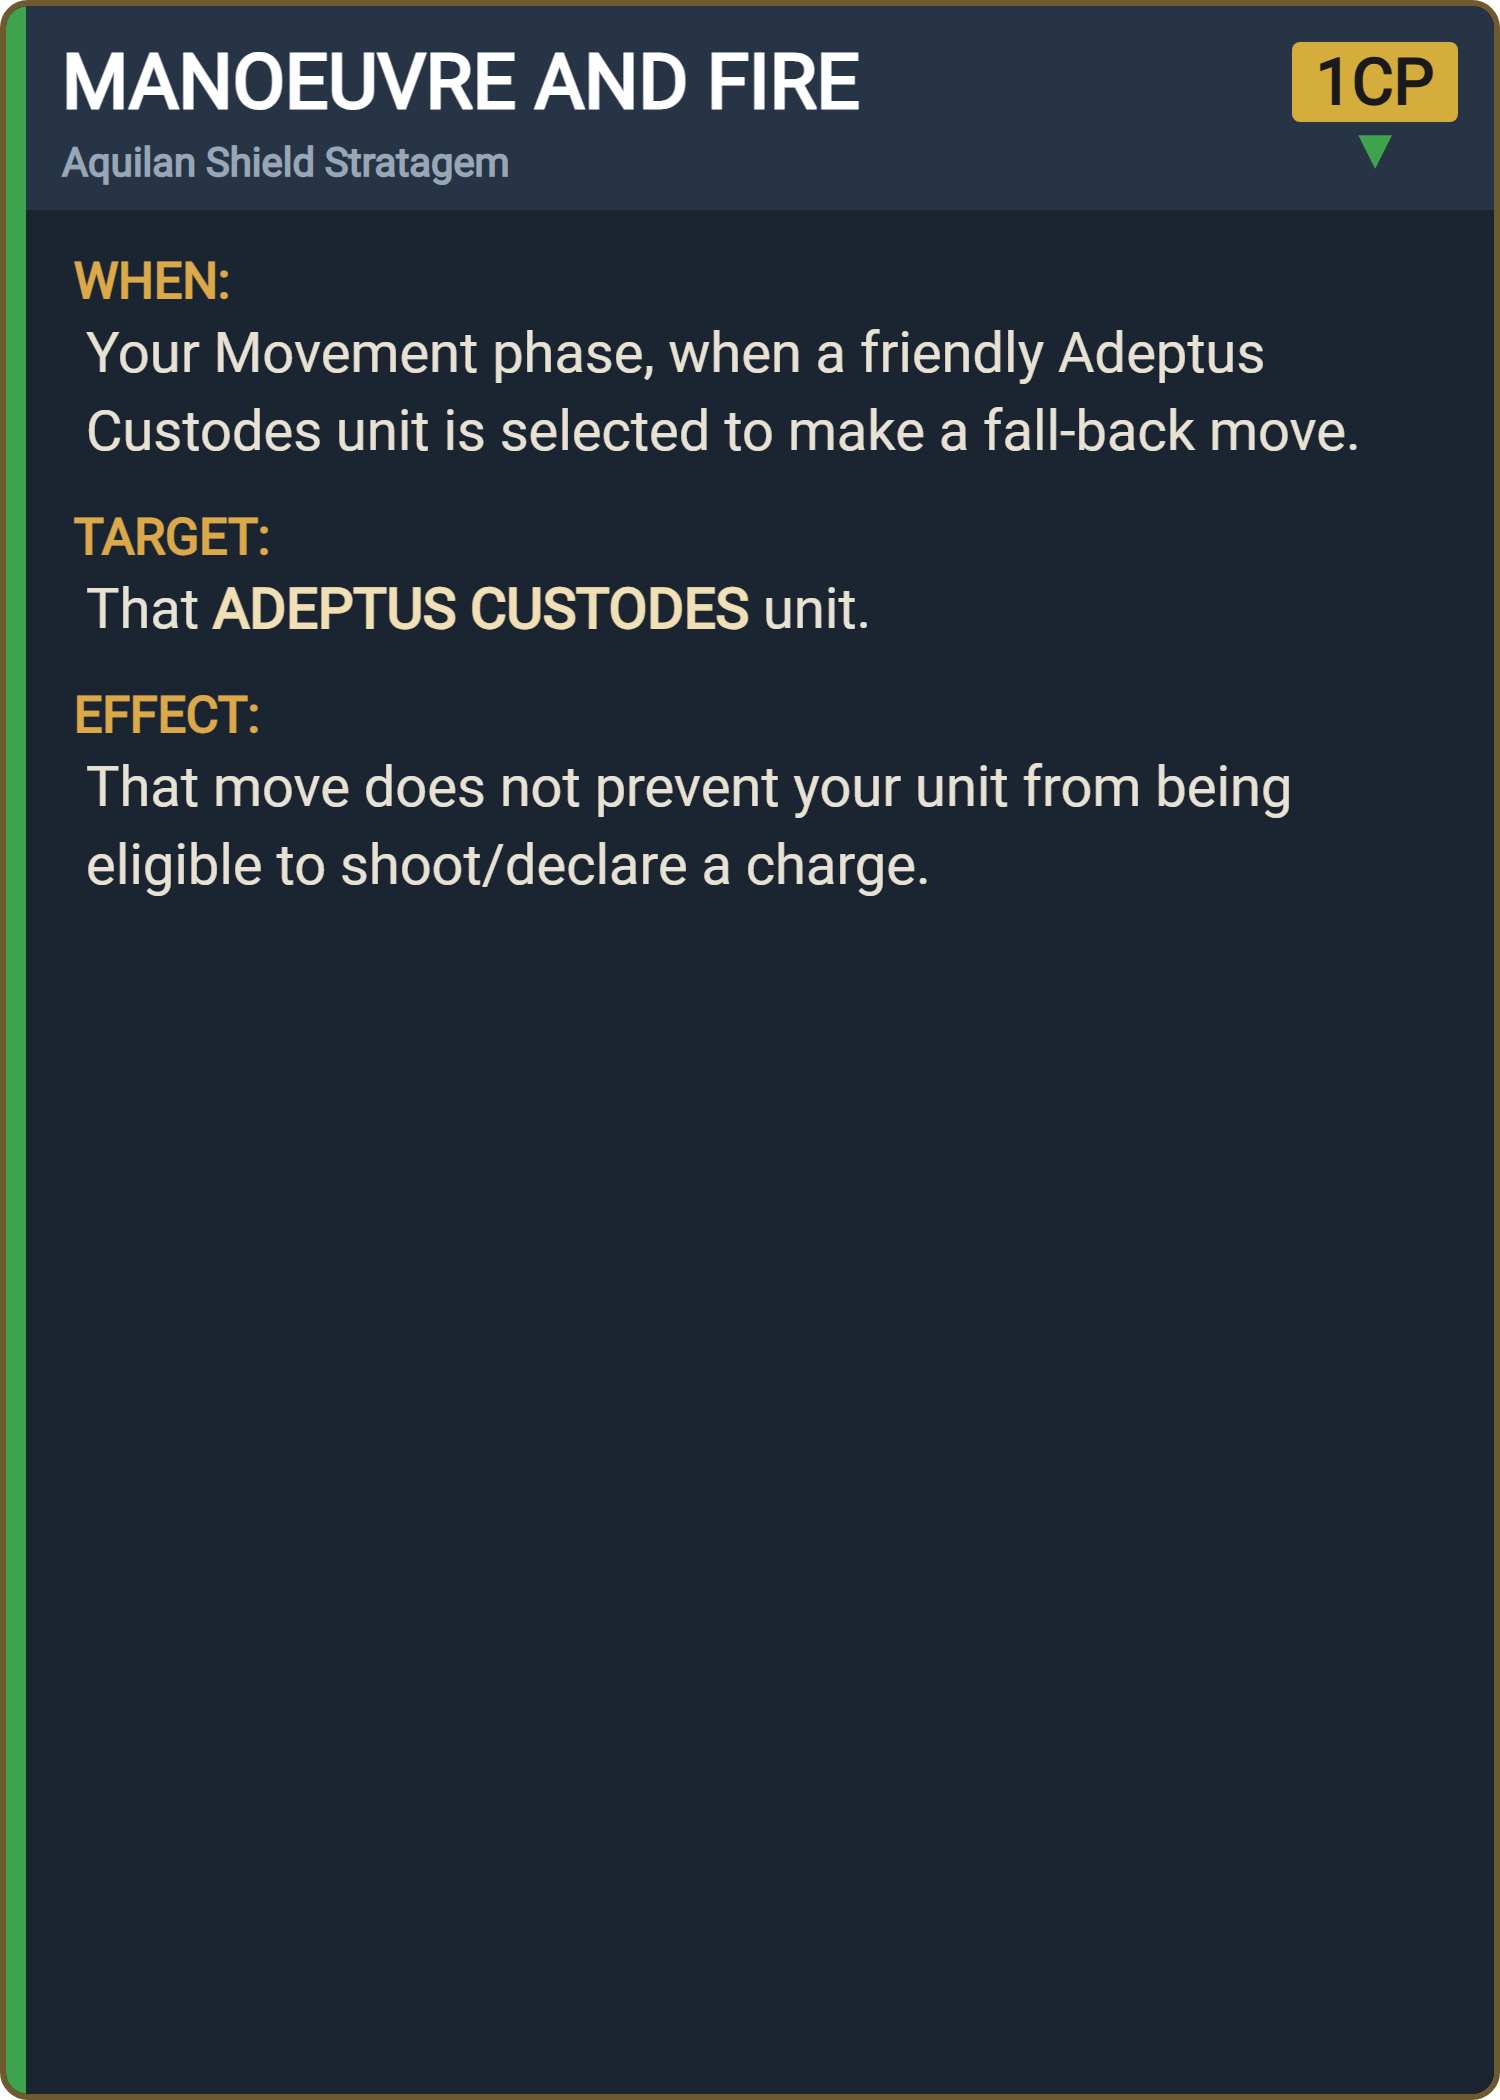 MANOEUVRE AND FIRE
1CP
Aquilan Shield Stratagem
WHEN:
Your Movement phase, when a friendly Adeptus
Custodes unit is selected to make a fall-back move.
TARGET:
That ADEPTUS CUSTODES unit.
EFFECT:
That move does not prevent your unit from being
eligible to shoot/declare a charge.